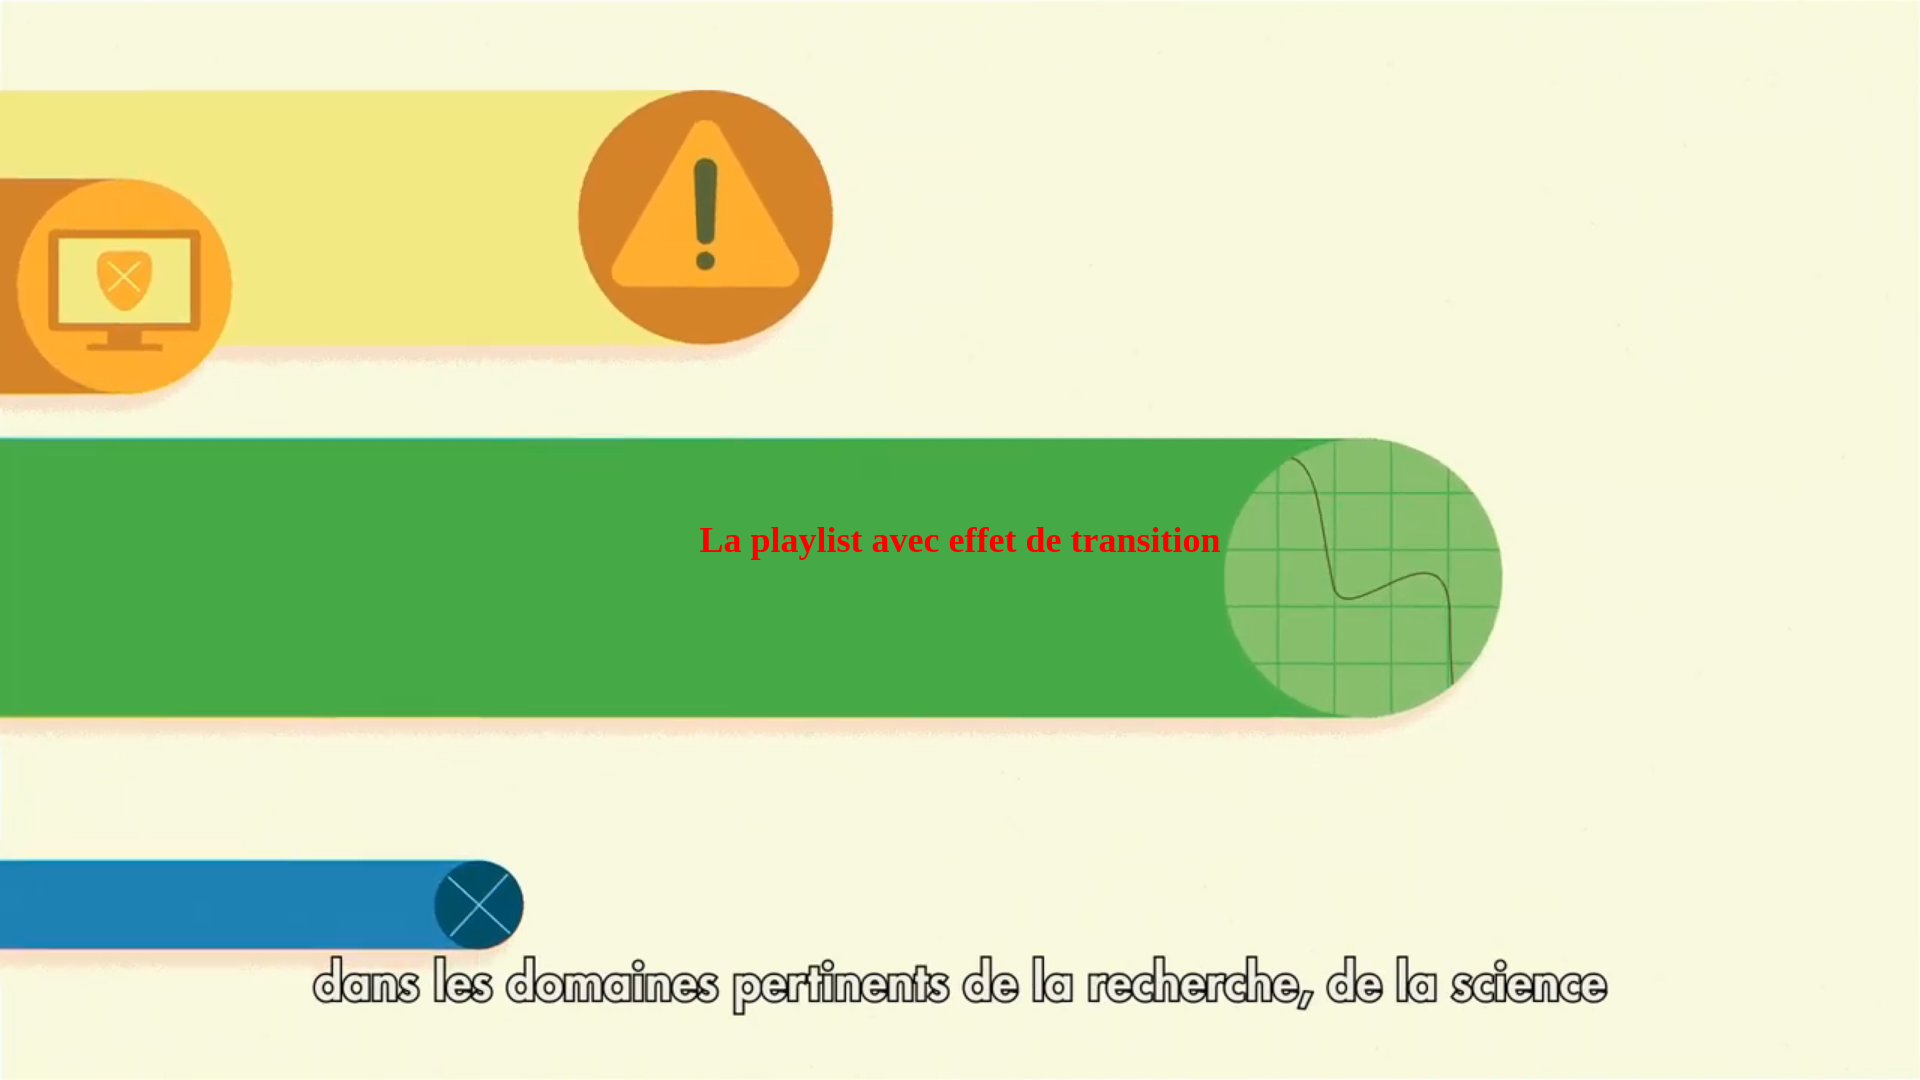 La playlist avec effet de transition
dans les domaines pertinents de la recherche, de la science